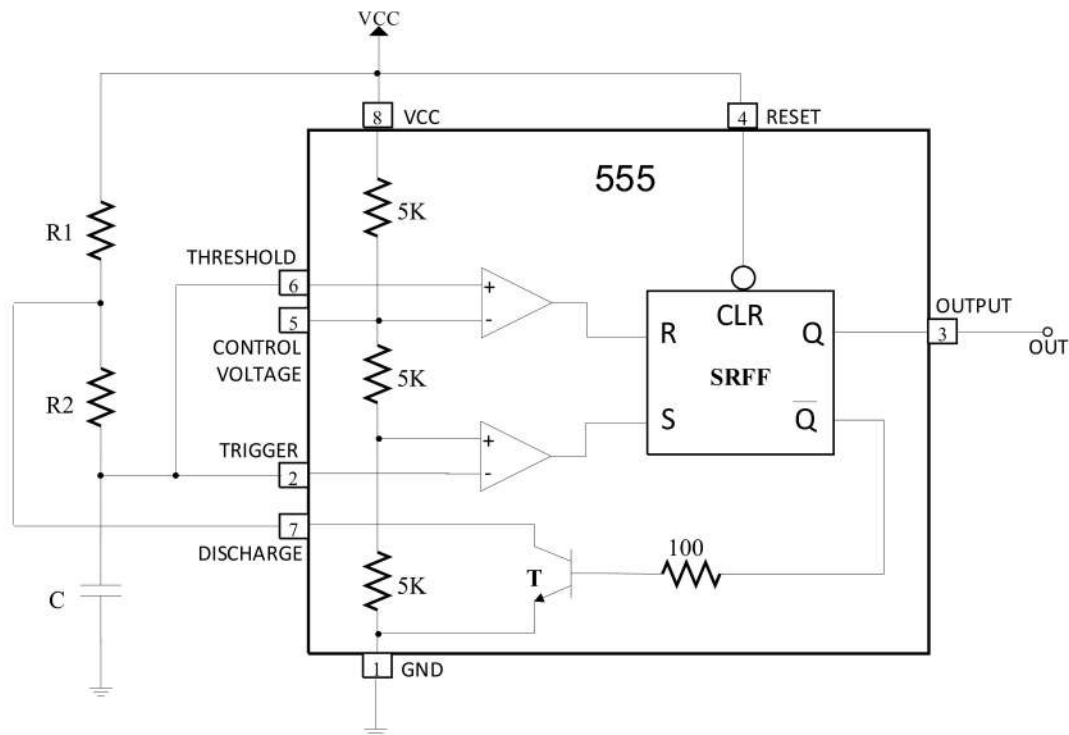 VCC
8
VCC
4
RESET
555
5K
R1
THRESHOLD
6
+
-
5
CONTROL
VOLTAGE
CLR
R
Q
SRFF
S
Q̅
OUTPUT
3
OUT
5K
R2
TRIGGER
2
+
-
7
DISCHARGE
100
T
5K
C
1
GND